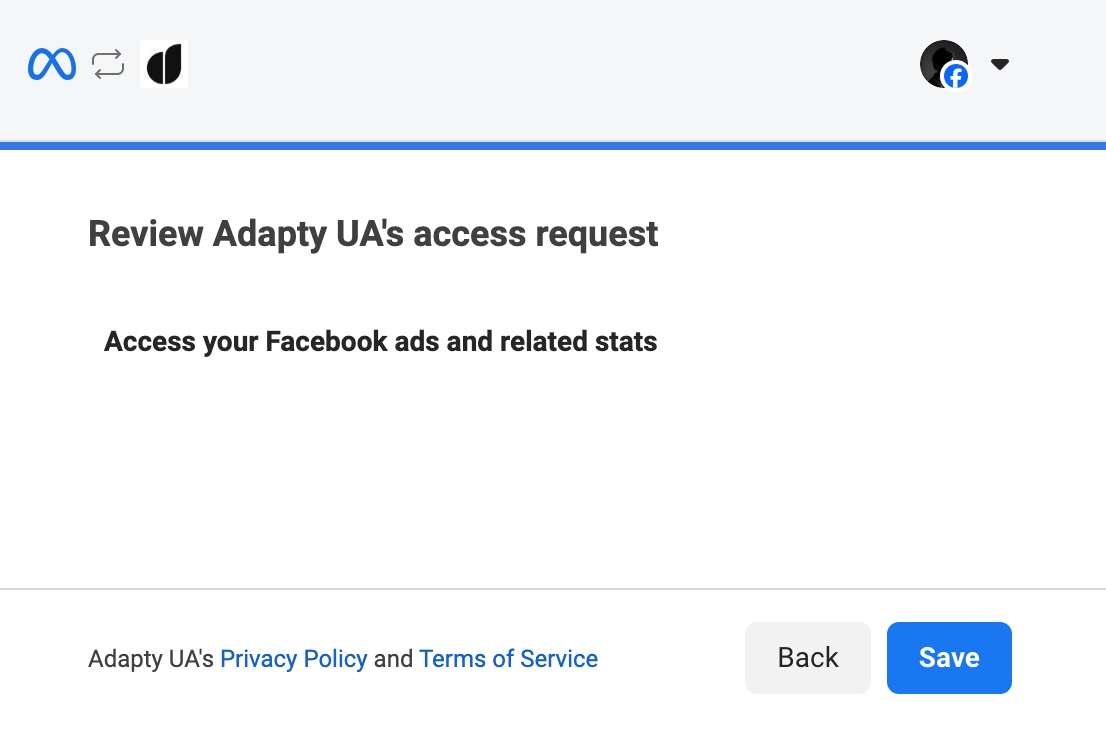 Review Adapty UA's access request
Access your Facebook ads and related stats
Adapty UA's Privacy Policy and Terms of Service
Back
Save